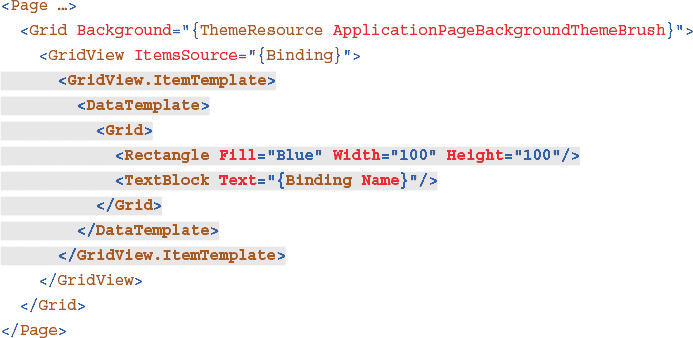 <Page …>
  <Grid Background="{ThemeResource ApplicationPageBackgroundThemeBrush}">
    <GridView ItemsSource="{Binding}">
      <GridView.ItemTemplate>
        <DataTemplate>
          <Grid>
            <Rectangle Fill="Blue" Width="100" Height="100"/>
            <TextBlock Text="{Binding Name}"/>
          </Grid>
        </DataTemplate>
      </GridView.ItemTemplate>
    </GridView>
  </Grid>
</Page>